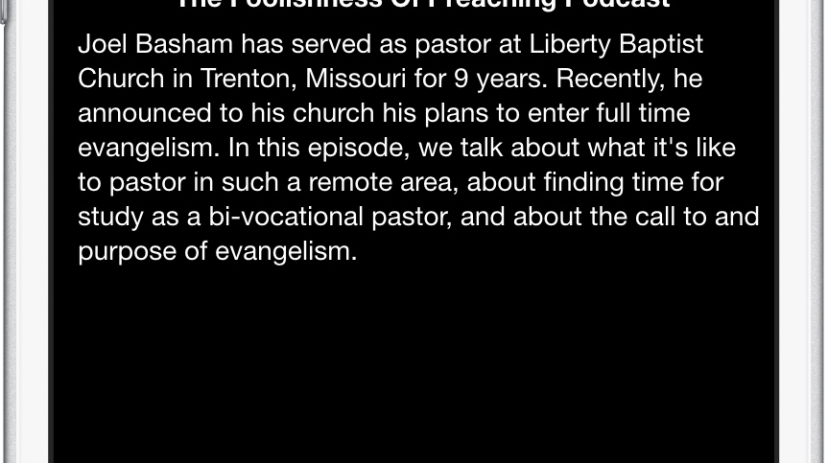 The Foolishness Of Preaching Podcast
Joel Basham has served as pastor at Liberty Baptist
Church in Trenton, Missouri for 9 years. Recently, he
announced to his church his plans to enter full time
evangelism. In this episode, we talk about what it's like
to pastor in such a remote area, about finding time for
study as a bi-vocational pastor, and about the call to and
purpose of evangelism.